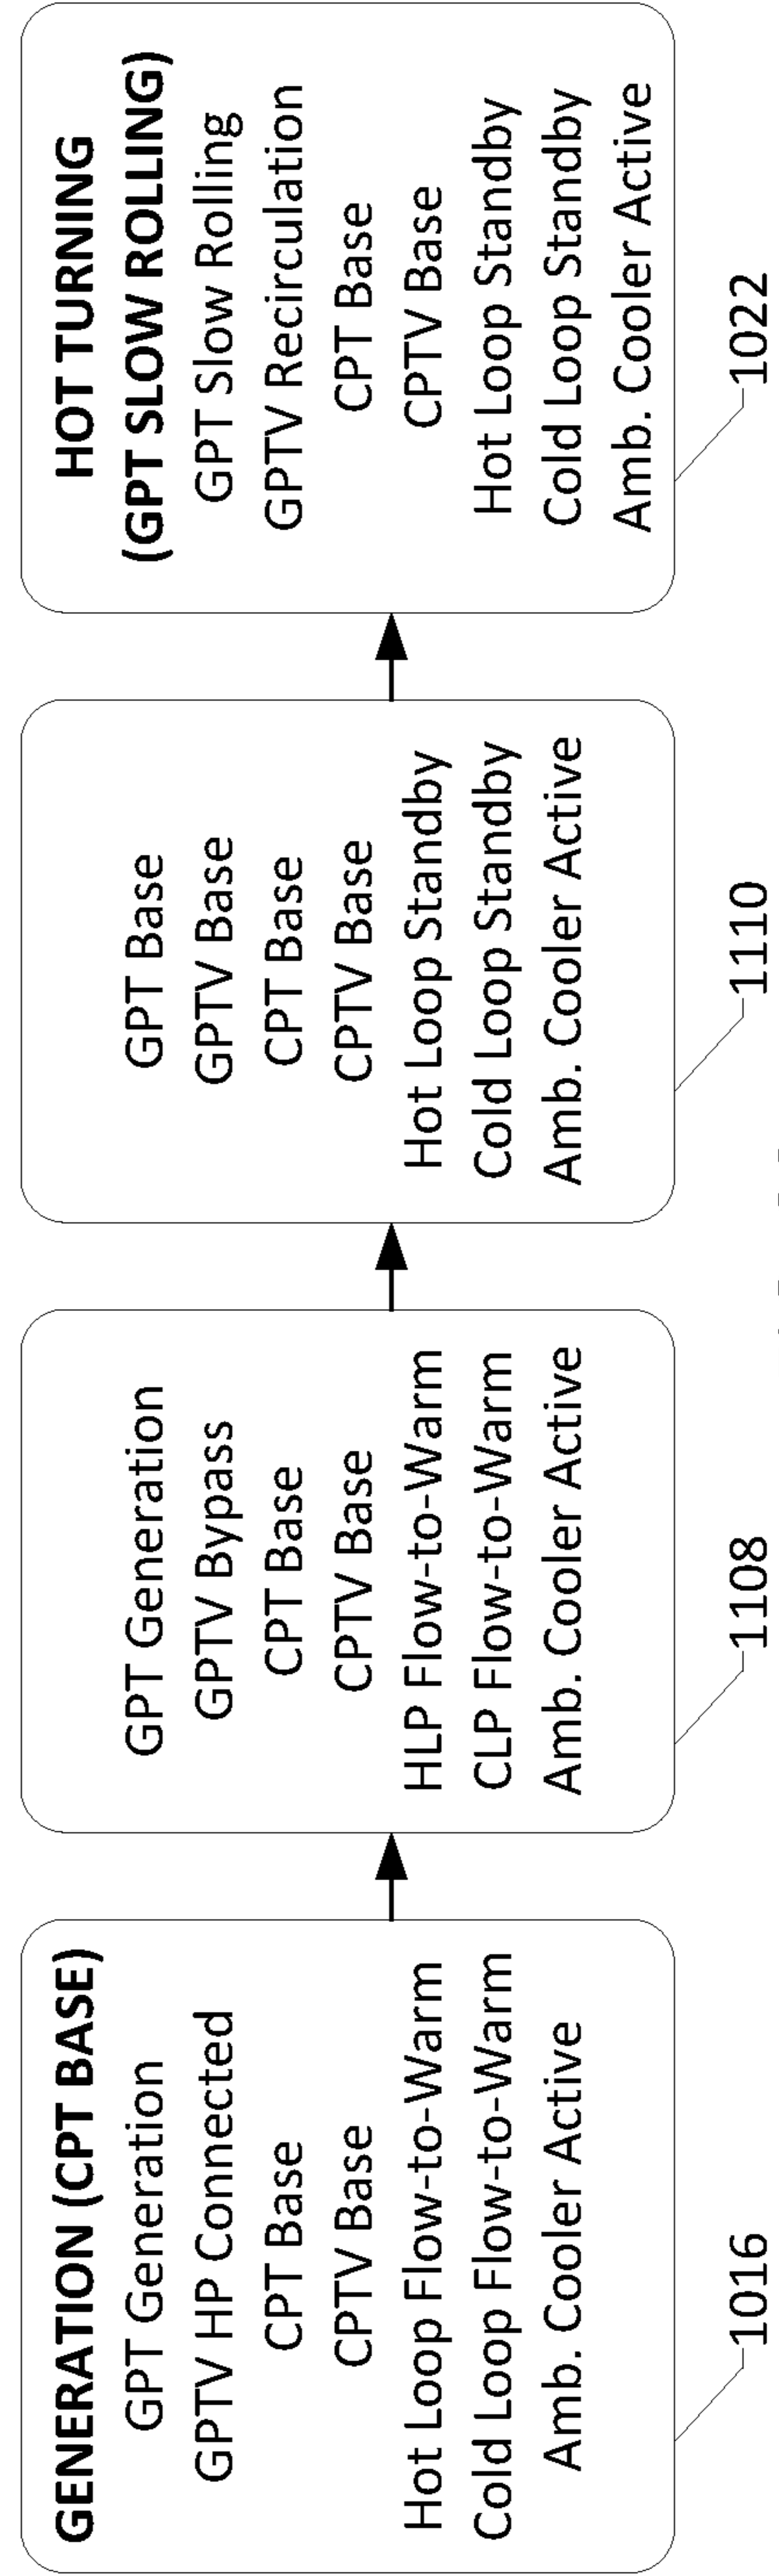 GENERATION (CPT BASE)
GPT Generation
GPTV HP Connected
CPT Base
CPTV Base
Hot Loop Flow-to-Warm
Cold Loop Flow-to-Warm
Amb. Cooler Active
1016
GPT Generation
GPTV Bypass
CPT Base
CPTV Base
HLP Flow-to-Warm
CLP Flow-to-Warm
Amb. Cooler Active
1108
GPT Base
GPTV Base
CPT Base
CPTV Base
Hot Loop Standby
Cold Loop Standby
Amb. Cooler Active
1110
HOT TURNING
(GPT SLOW ROLLING)
GPT Slow Rolling
GPTV Recirculation
CPT Base
CPTV Base
Hot Loop Standby
Cold Loop Standby
Amb. Cooler Active
1022